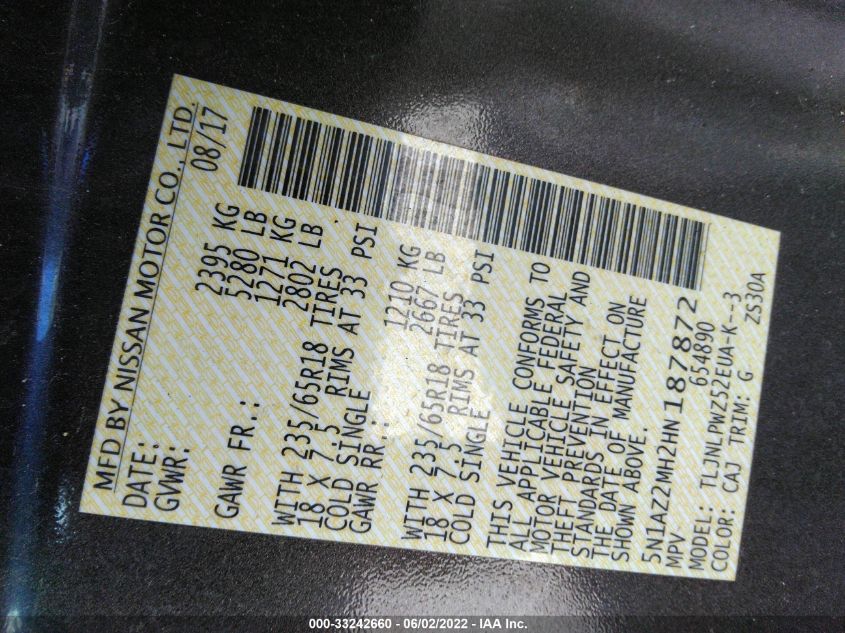 MFD BY NISSAN MOTOR CO., LTD.
DATE: 08/17
GVWR: 2395 KG
5280 LB
GAWR FR.: 1271 KG
2802 LB
WITH 235/65R18 TIRES
18 X 7.5 RIMS AT 33 PSI
COLD SINGLE
GAWR RR.: 1210 KG
2667 LB
WITH 235/65R18 TIRES
18 X 7.5 RIMS AT 33 PSI
COLD SINGLE
THIS VEHICLE CONFORMS TO
ALL APPLICABLE FEDERAL
MOTOR VEHICLE SAFETY AND
THEFT PREVENTION
STANDARDS IN EFFECT ON
THE DATE OF MANUFACTURE
SHOWN ABOVE.
5N1AZ2MH2HN187872
MPV. 654890
MODEL: TLJNLPWZ52EUA-K--3
COLOR: CAJ TRIM: G ZS30A
000-33242660 - 06/02/2022 - IAA Inc.